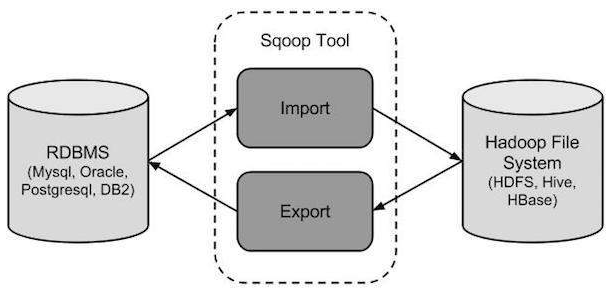 Sqoop Tool
Import
RDBMS
(Mysql, Oracle,
Postgresql, DB2)
Hadoop File
System
(HDFS, Hive,
HBase)
Export